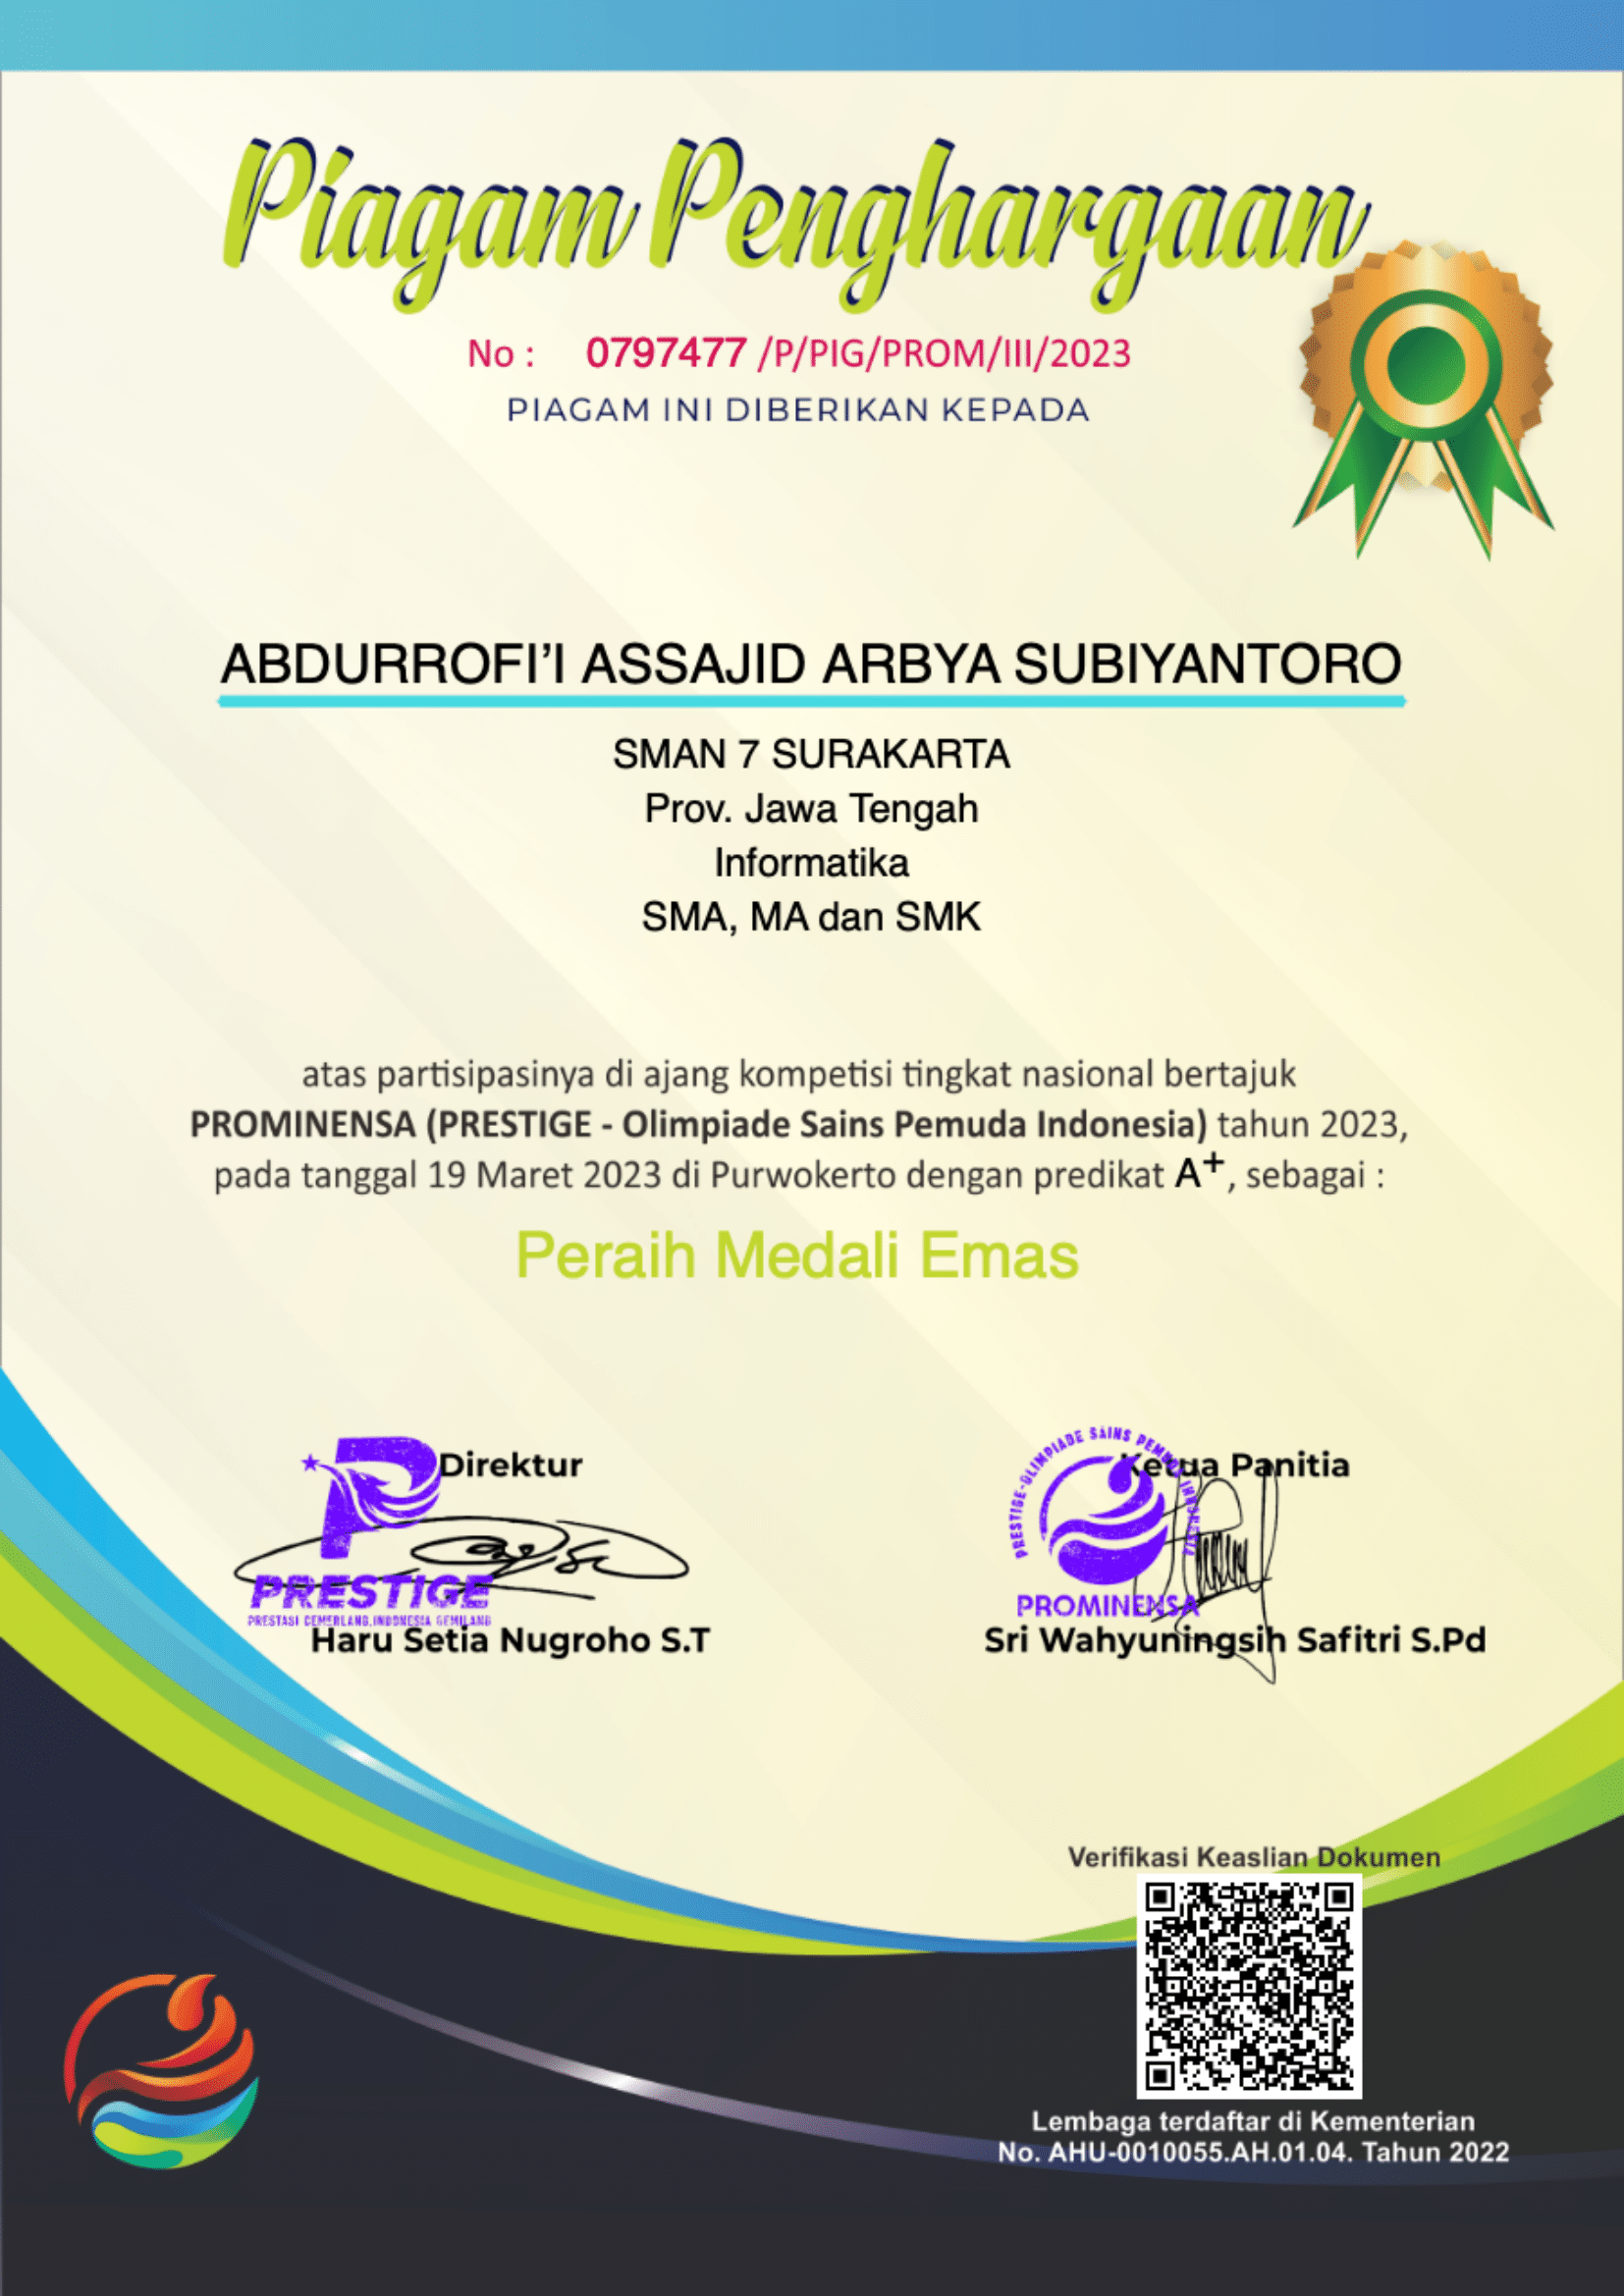 Piagam Penghargaan
No : 0797477 /P/PIG/PROM/III/2023
PIAGAM INI DIBERIKAN KEPADA
ABDURROFI’I ASSAJID ARBYA SUBIYANTORO
SMAN 7 SURAKARTA
Prov. Jawa Tengah
Informatika
SMA, MA dan SMK
atas partisipasinya di ajang kompetisi tingkat nasional bertajuk
PROMINENSA (PRESTIGE - Olimpiade Sains Pemuda Indonesia) tahun 2023,
pada tanggal 19 Maret 2023 di Purwokerto dengan predikat A+, sebagai :
Peraih Medali Emas
Direktur
PRESTIGE
PRESTASI CEMERLANG, INDONESIA GEMILANG
Haru Setia Nugroho S.T
PRESTIGE-OLIMPIADE SAINS PEMUDA INDONESIA
Ketua Panitia
PROMINENSA
Sri Wahyuningsih Safitri S.Pd
Verifikasi Keaslian Dokumen
Lembaga terdaftar di Kementerian
No. AHU-0010055.AH.01.04. Tahun 2022